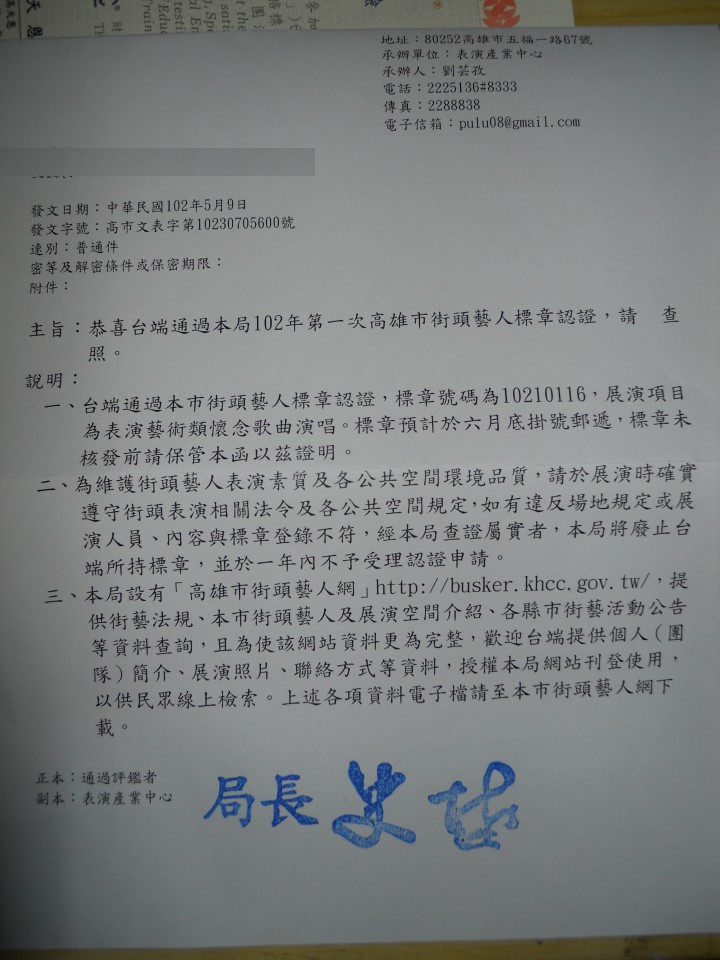 地址：80252高雄市五福一路67號
承辦單位：表演產業中心
承辦人：劉芸孜
電話：2225136#8333
傳真：2288838
電子信箱：pulu08@gmail.com
發文日期：中華民國102年5月9日
發文字號：高市文表字第10230705600號
速別：普通件
密等及解密條件或保密期限：
附件：
主旨：恭喜台端通過本局102年第一次高雄市街頭藝人標章認證，請　查
照。
說明：
一、台端通過本市街頭藝人標章認證，標章號碼為10210116，展演項目
為表演藝術類懷念歌曲演唱。標章預計於六月底掛號郵遞，標章未
核發前請保管本函以茲證明。
二、為維護街頭藝人表演素質及各公共空間環境品質，請於展演時確實
遵守街頭表演相關法令及各公共空間規定，如有違反場地規定或展
演人員、內容與標章登錄不符，經本局查證屬實者，本局將廢止台
端所持標章，並於一年內不予受理認證申請。
三、本局設有「高雄市街頭藝人網」http://busker.khcc.gov.tw/，提
供街藝法規、本市街頭藝人及展演空間介紹、各縣市街藝活動公告
等資料查詢，且為使該網站資料更為完整，歡迎台端提供個人（團
隊）簡介、展演照片、聯絡方式等資料，授權本局網站刊登使用，
以供民眾線上檢索。上述各項資料電子檔請至本市街頭藝人網下
載。
正本：通過評鑑者
副本：表演產業中心
局長 史哲